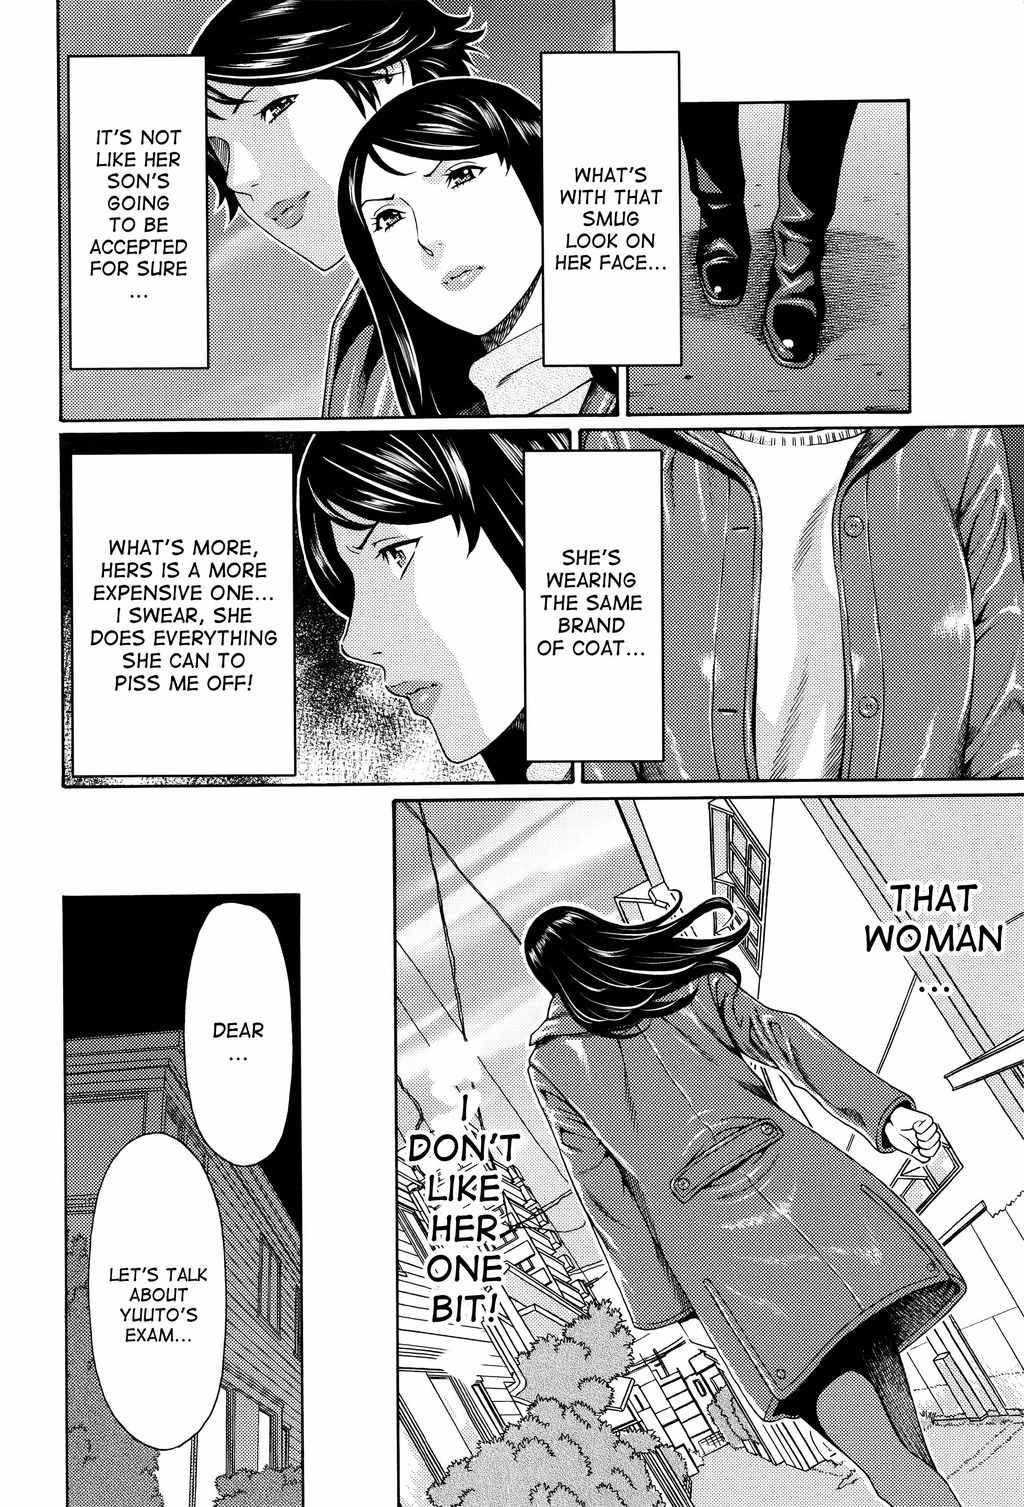 WHAT'S
WITH THAT
SMUG
LOOK ON
HER FACE...
IT'S NOT
LIKE HER
SON'S
GOING
TO BE
ACCEPTED
FOR SURE
...
SHE'S
WEARING
THE SAME
BRAND
OF COAT...
WHAT'S MORE,
HERS IS A MORE
EXPENSIVE ONE...
I SWEAR, SHE
DOES EVERYTHING
SHE CAN TO
PISS ME OFF!
THAT
WOMAN
...
I
DON'T
LIKE
HER
ONE
BIT!
DEAR
...
LET'S TALK
ABOUT
YUUTO'S
EXAM...